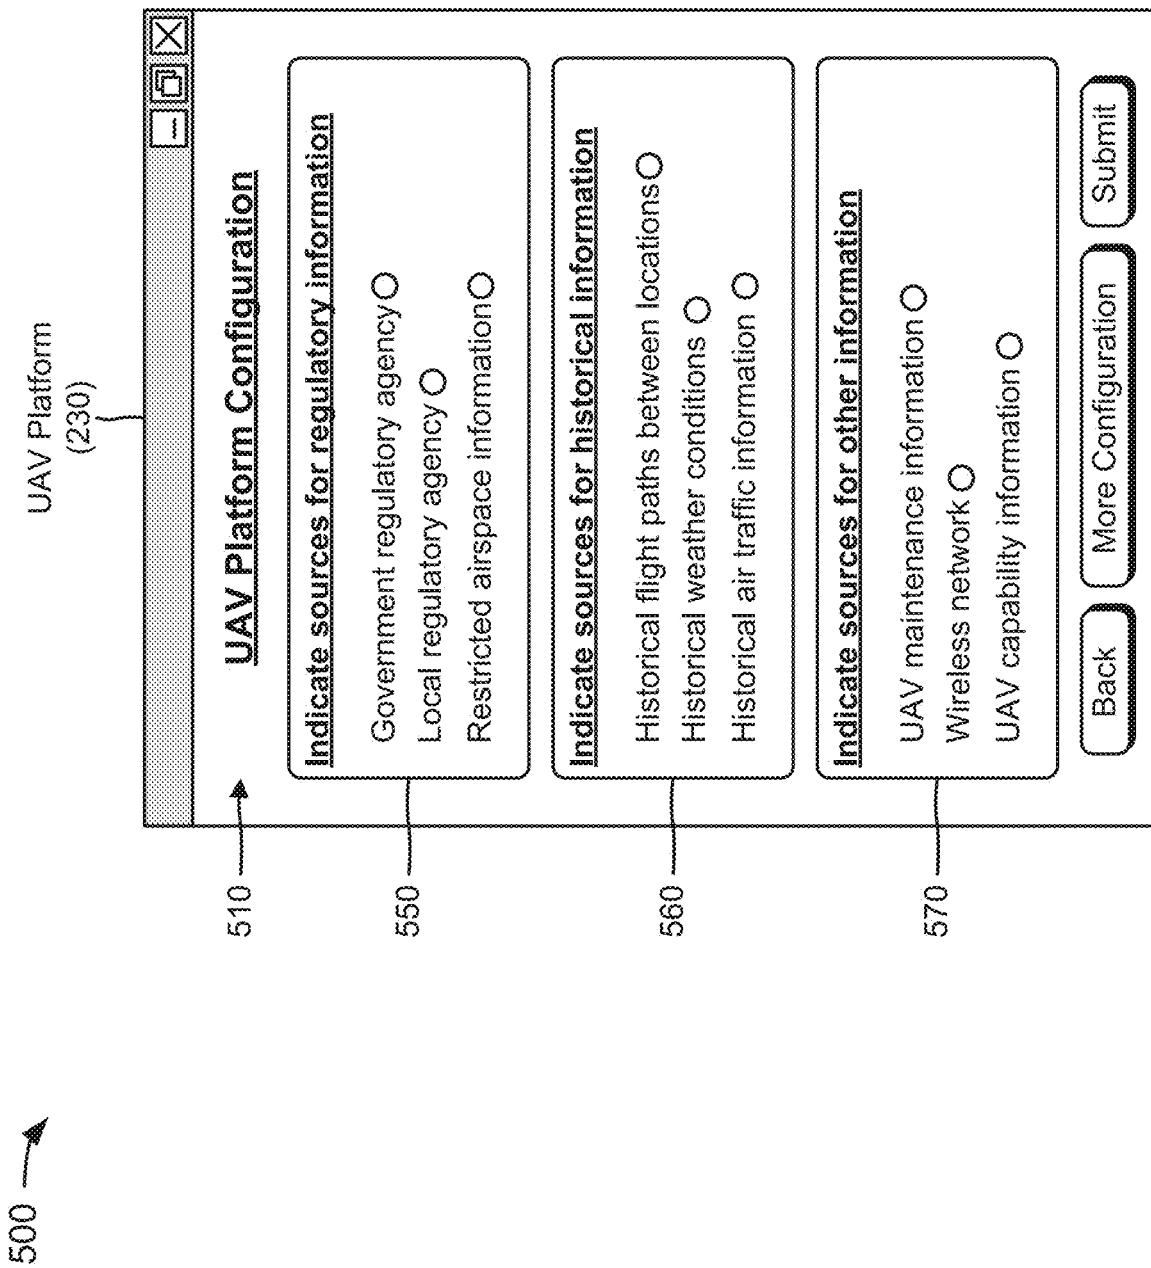 500
UAV Platform
(230)
510
UAV Platform Configuration
550
Indicate sources for regulatory information
Government regulatory agency
Local regulatory agency
Restricted airspace information
560
Indicate sources for historical information
Historical flight paths between locations
Historical weather conditions
Historical air traffic information
570
Indicate sources for other information
UAV maintenance information
Wireless network
UAV capability information
Back
More Configuration
Submit